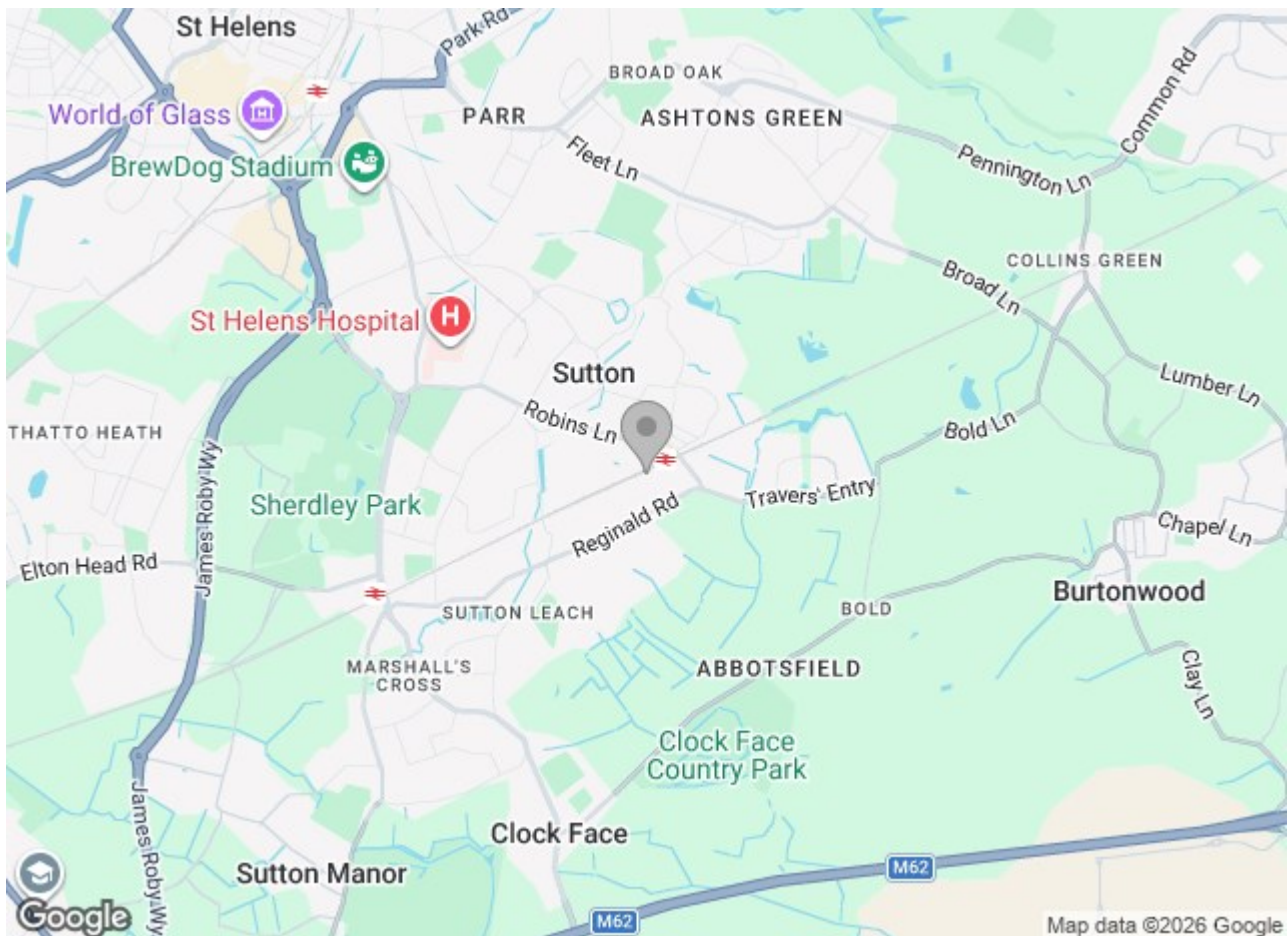 St Helens
Park Rd
World of Glass
BrewDog Stadium
PARR
BROAD OAK
ASHTONS GREEN
Common Rd
Fleet Ln
Pennington Ln
COLLINS GREEN
Broad Ln
St Helens Hospital
H
Sutton
Lumber Ln
THATTO HEATH
Robins Ln
Bold Ln
James Roby Wy
Sherdley Park
Travers' Entry
Reginald Rd
Chapel Ln
Elton Head Rd
Burtonwood
SUTTON LEACH
BOLD
MARSHALL'S
CROSS
ABBOTSFIELD
Clay Ln
Clock Face
Country Park
James Roby Wy
Clock Face
Sutton Manor
M62
M62
Google
Map data ©2026 Google